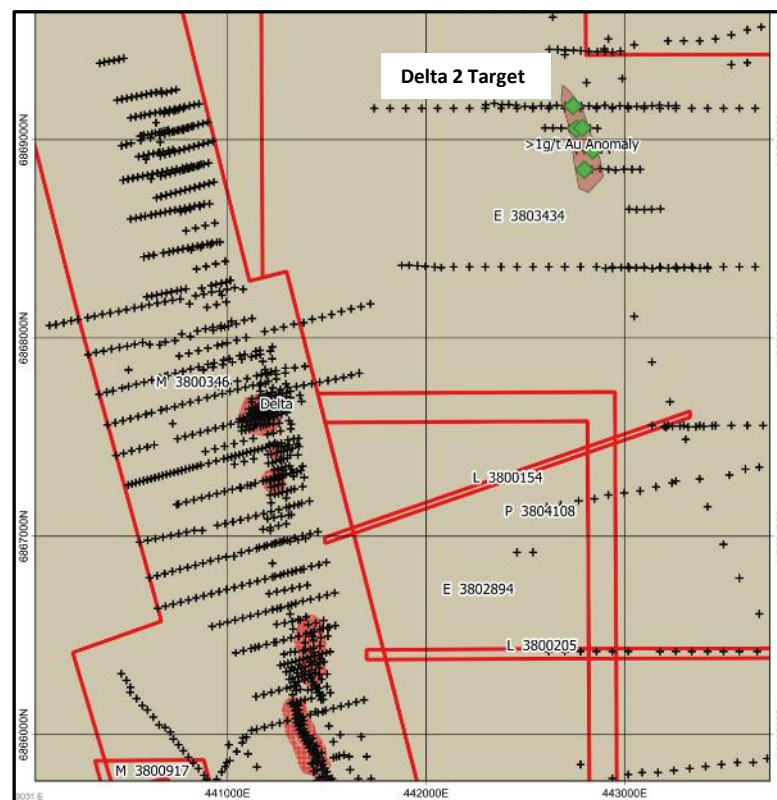 Delta 2 Target
6869000N
>1g/t Au Anomaly
E 3803434
6868000N
M 3800346
Delta
L 3800154
P 3804108
6867000N
E 3802894
L 3800205
6866000N
M 3800917
441000E
442000E
443000E